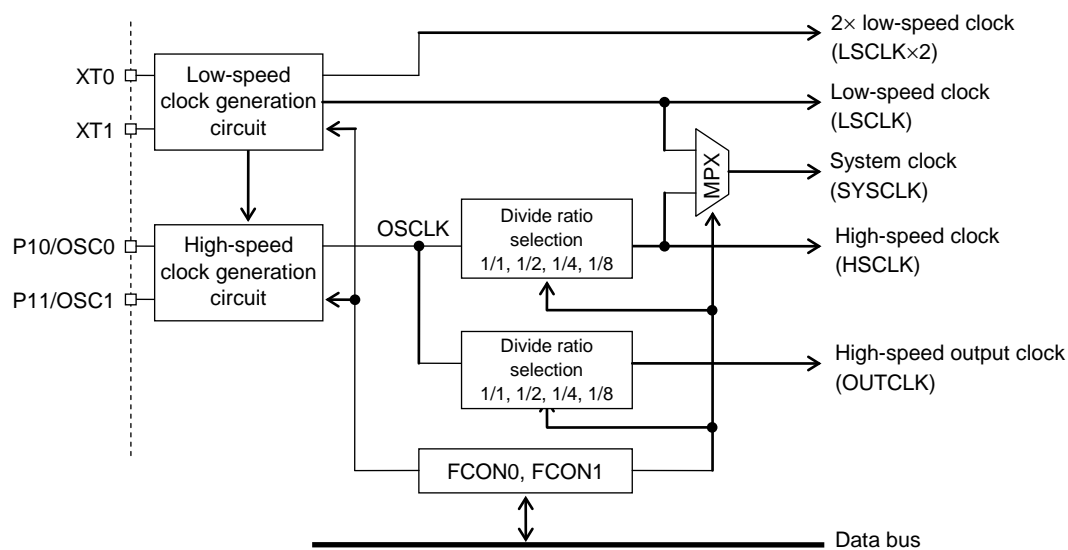 2× low-speed clock
(LSCLK×2)
XT0
Low-speed
clock generation
circuit
XT1
Low-speed clock
(LSCLK)
MPX
System clock
(SYSCLK)
P10/OSC0
High-speed
clock generation
circuit
P11/OSC1
OSCLK
Divide ratio
selection
1/1, 1/2, 1/4, 1/8
High-speed clock
(HSCLK)
Divide ratio
selection
1/1, 1/2, 1/4, 1/8
High-speed output clock
(OUTCLK)
FCON0, FCON1
Data bus